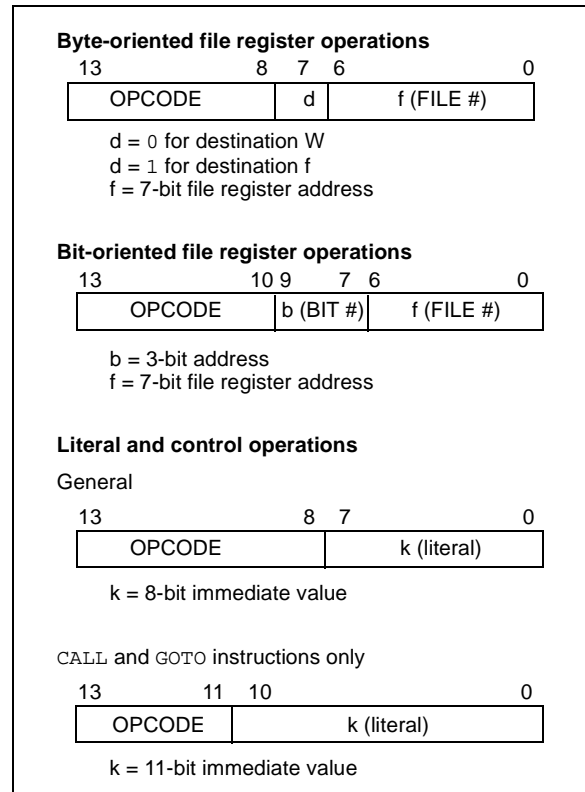 Byte-oriented file register operations
13 8 7 6 0
OPCODE d f (FILE #)
d = 0 for destination W
d = 1 for destination f
f = 7-bit file register address
Bit-oriented file register operations
13 10 9 7 6 0
OPCODE b (BIT #) f (FILE #)
b = 3-bit address
f = 7-bit file register address
Literal and control operations
General
13 8 7 0
OPCODE k (literal)
k = 8-bit immediate value
CALL and GOTO instructions only
13 11 10 0
OPCODE k (literal)
k = 11-bit immediate value